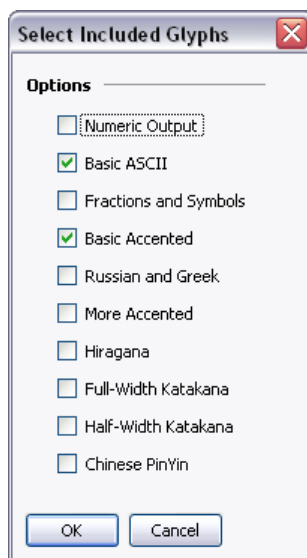 Select Included Glyphs
Options
Numeric Output
Basic ASCII
Fractions and Symbols
Basic Accented
Russian and Greek
More Accented
Hiragana
Full-Width Katakana
Half-Width Katakana
Chinese PinYin
OK Cancel